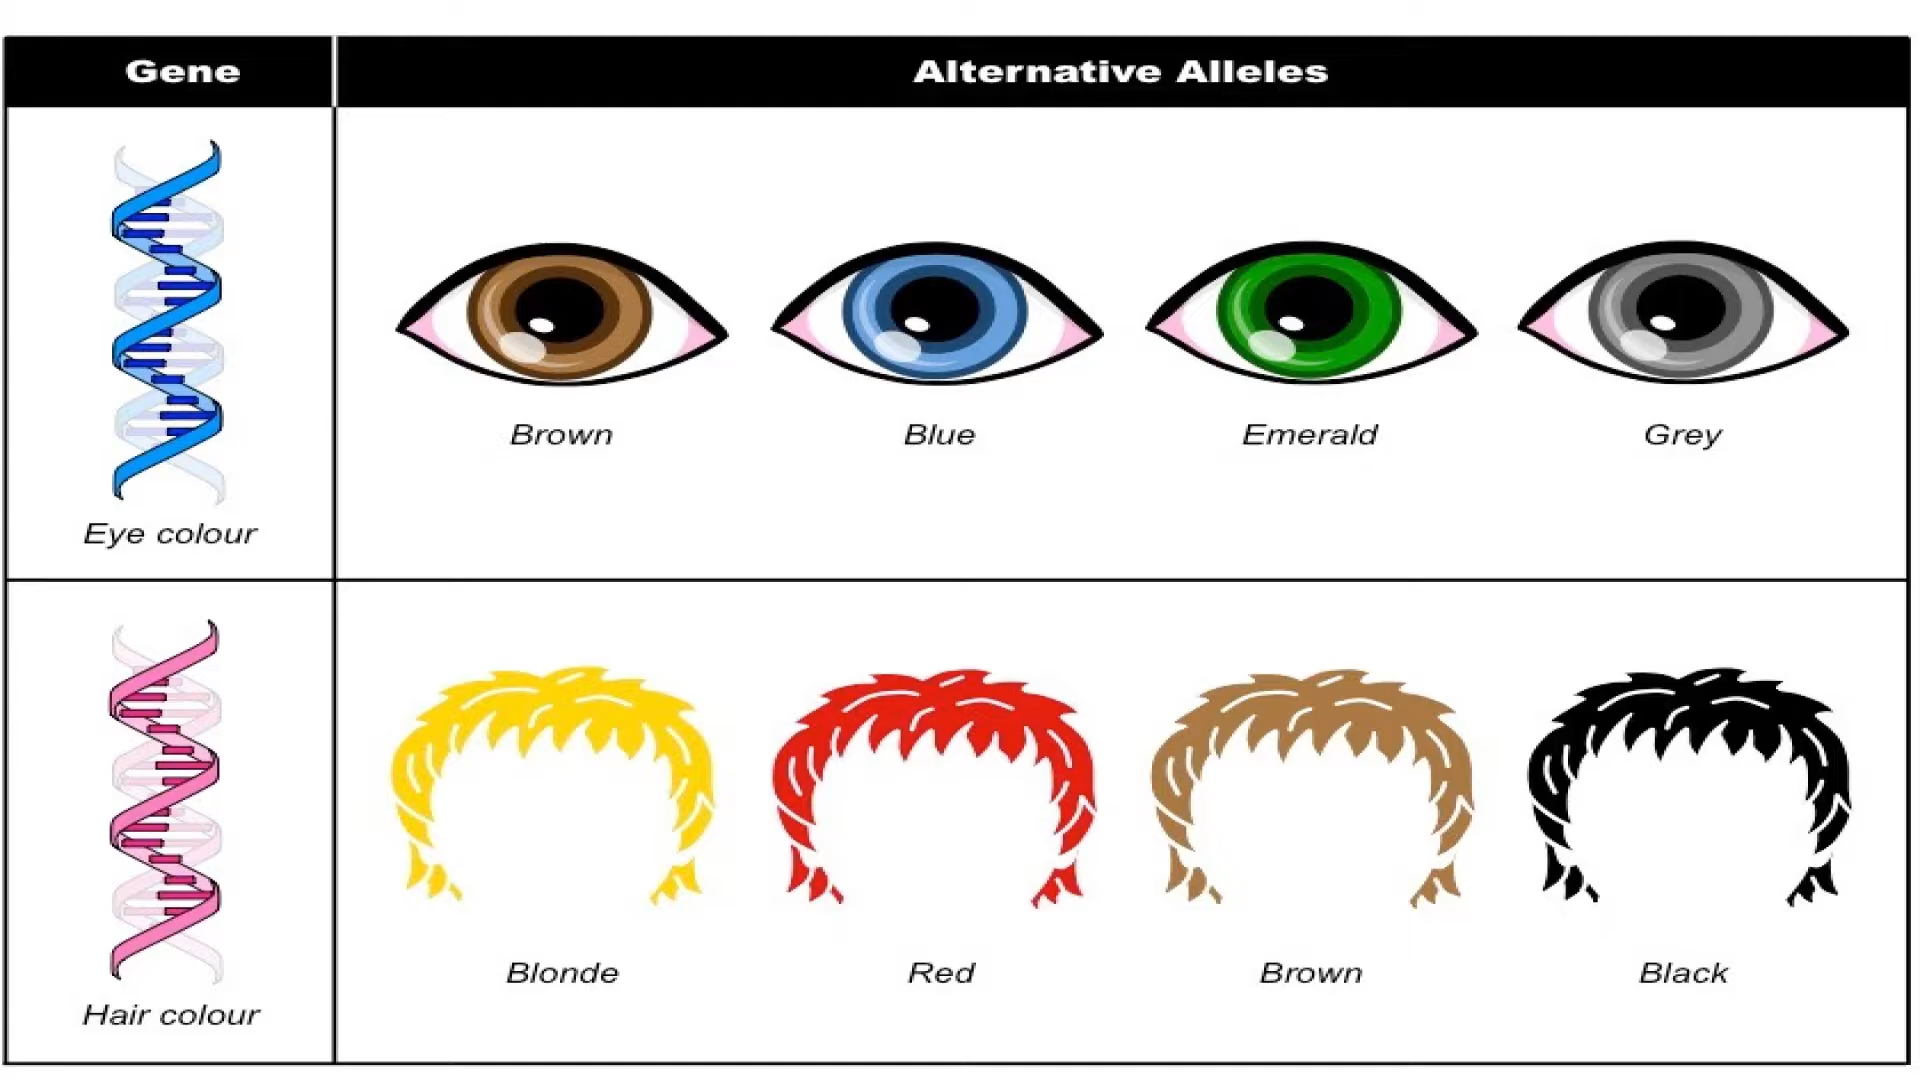 Gene
Alternative Alleles
Brown
Blue
Emerald
Grey
Eye colour
Blonde
Red
Brown
Black
Hair colour